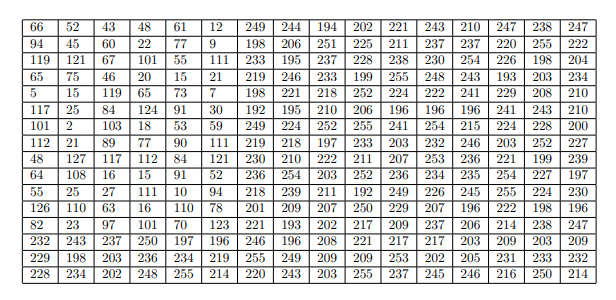 66 52 43 48 61 12 249 244 194 202 221 243 210 247 238 247
94 45 60 22 77 9 198 206 251 225 211 237 237 220 255 222
119 121 67 101 55 111 233 195 237 228 238 230 254 226 198 204
65 75 46 20 15 21 219 246 233 199 255 248 243 193 203 234
5 15 119 65 73 7 198 221 218 252 224 222 241 229 208 210
117 25 84 124 91 30 192 195 210 206 196 196 196 241 243 210
101 2 103 18 53 59 249 224 252 255 241 254 215 224 228 200
112 21 89 77 90 111 219 218 197 233 203 232 246 203 252 227
48 127 117 112 84 121 230 210 222 211 207 253 236 221 199 239
64 108 16 15 91 52 236 254 203 252 236 234 235 254 227 197
55 25 27 111 10 94 218 239 211 192 249 226 245 255 224 230
126 110 63 16 110 78 201 209 207 250 229 207 196 222 198 196
82 23 97 101 70 123 221 193 202 217 209 237 206 214 238 247
232 243 237 250 197 196 246 196 208 221 217 217 203 209 203 209
229 198 203 236 234 219 255 249 209 209 253 202 205 231 233 232
228 234 202 248 255 214 220 243 203 255 237 245 246 216 250 214